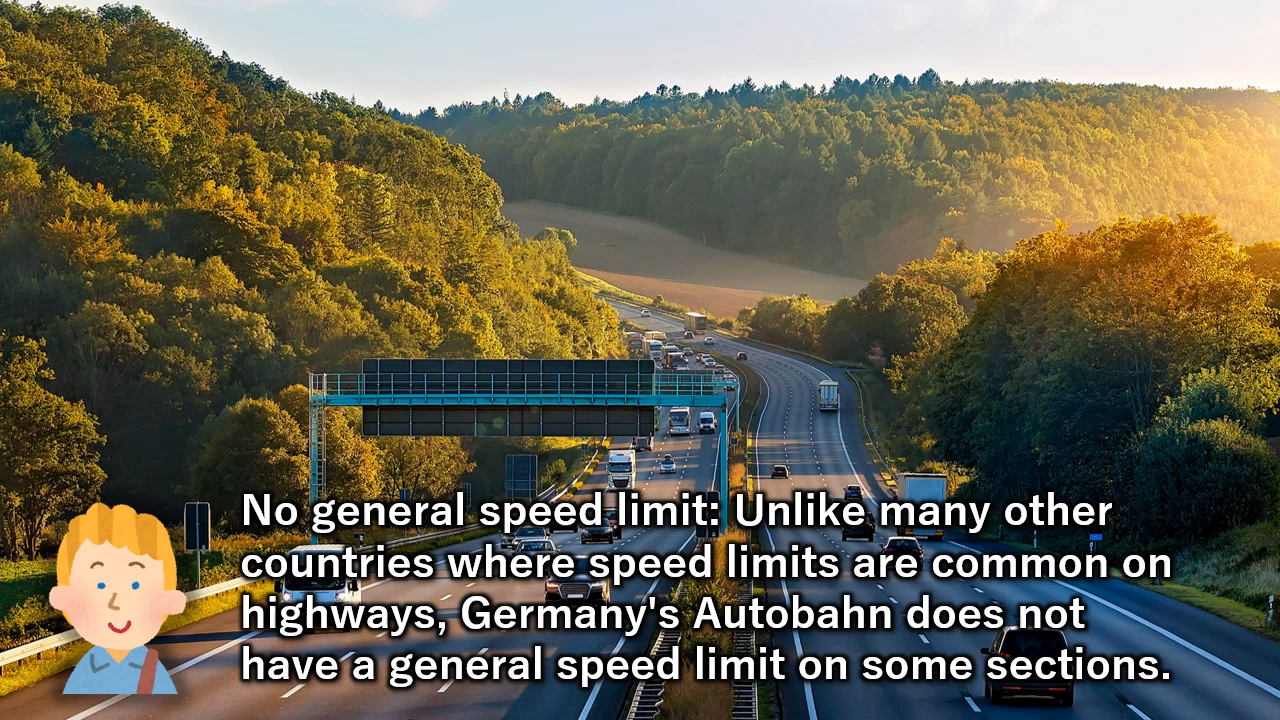 No general speed limit: Unlike many other
countries where speed limits are common on
highways, Germany's Autobahn does not
have a general speed limit on some sections.